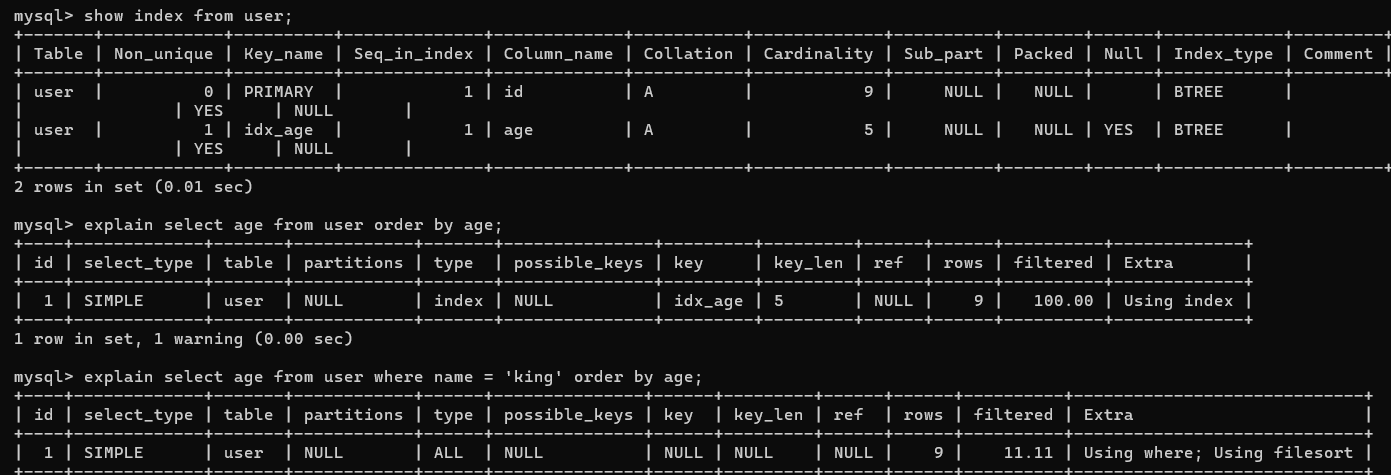 mysql> show index from user;
+-------+------------+----------+--------------+-------------+-----------+-------------+----------+--------+------+------------+---------+
| Table | Non_unique | Key_name | Seq_in_index | Column_name | Collation | Cardinality | Sub_part | Packed | Null | Index_type | Comment |
+-------+------------+----------+--------------+-------------+-----------+-------------+----------+--------+------+------------+---------+
| user  |          0 | PRIMARY  |            1 | id          | A         |           9 |     NULL |   NULL |      | BTREE      |
|               | YES     | NULL       |
| user  |          1 | idx_age  |            1 | age         | A         |           5 |     NULL |   NULL | YES  | BTREE      |
|               | YES     | NULL       |
+-------+------------+----------+--------------+-------------+-----------+-------------+----------+--------+------+------------+---------+
2 rows in set (0.01 sec)
mysql> explain select age from user order by age;
+----+-------------+-------+------------+-------+---------------+---------+---------+------+------+----------+-------------+
| id | select_type | table | partitions | type  | possible_keys | key     | key_len | ref  | rows | filtered | Extra       |
+----+-------------+-------+------------+-------+---------------+---------+---------+------+------+----------+-------------+
|  1 | SIMPLE      | user  | NULL       | index | NULL          | idx_age | 5       | NULL |    9 |   100.00 | Using index |
+----+-------------+-------+------------+-------+---------------+---------+---------+------+------+----------+-------------+
1 row in set, 1 warning (0.00 sec)
mysql> explain select age from user where name = 'king' order by age;
+----+-------------+-------+------------+------+---------------+------+---------+------+------+----------+-----------------------------+
| id | select_type | table | partitions | type | possible_keys | key  | key_len | ref  | rows | filtered | Extra                       |
+----+-------------+-------+------------+------+---------------+------+---------+------+------+----------+-----------------------------+
|  1 | SIMPLE      | user  | NULL       | ALL  | NULL          | NULL | NULL    | NULL |    9 |    11.11 | Using where; Using filesort |
+----+-------------+-------+------------+------+---------------+------+---------+------+------+----------+-----------------------------+